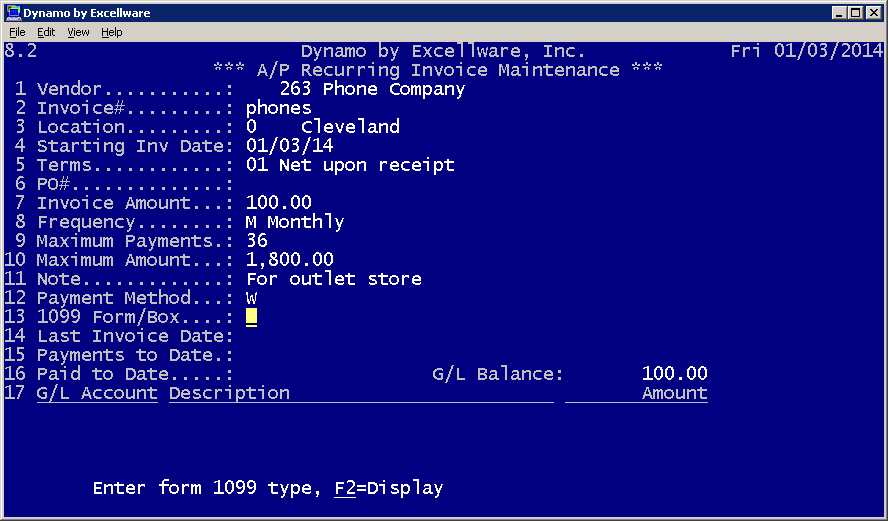 Dynamo by Excellware
File Edit View Help
8.2 Dynamo by Excellware, Inc. Fri 01/03/2014
*** A/P Recurring Invoice Maintenance ***
1 Vendor...........: 263 Phone Company
2 Invoice#.........: phones
3 Location.........: 0 Cleveland
4 Starting Inv Date: 01/03/14
5 Terms............: 01 Net upon receipt
6 PO#..............:
7 Invoice Amount...: 100.00
8 Frequency........: M Monthly
9 Maximum Payments.: 36
10 Maximum Amount...: 1,800.00
11 Note.............: For outlet store
12 Payment Method...: W
13 1099 Form/Box....:
14 Last Invoice Date:
15 Payments to Date.:
16 Paid to Date.....: G/L Balance: 100.00
17 G/L Account Description Amount
Enter form 1099 type, F2=Display